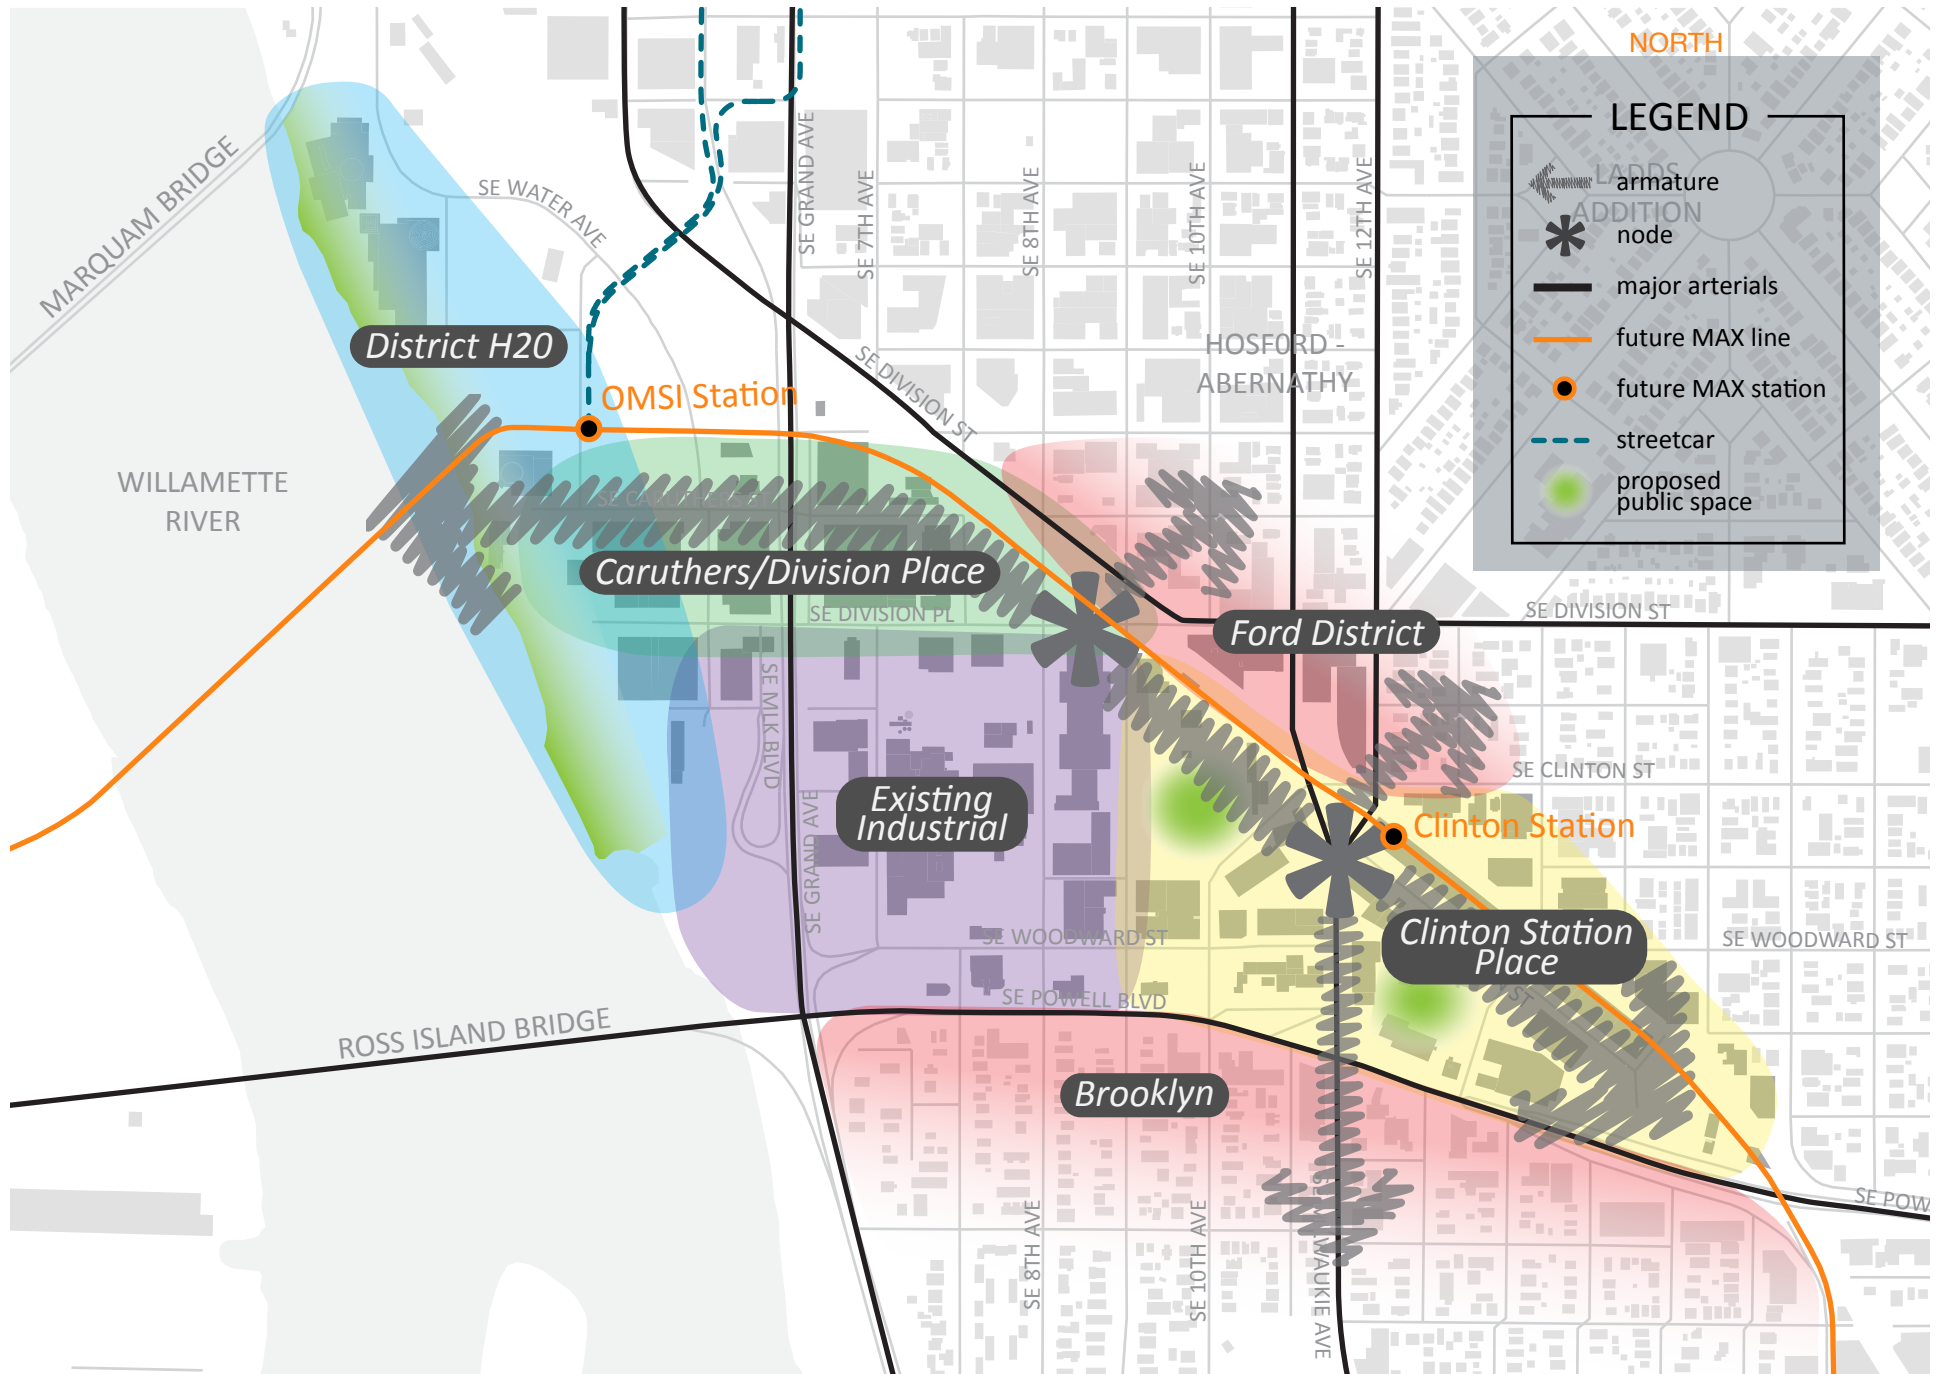 NORTH
LEGEND
LADDS
ADDITION
armature
node
major arterials
future MAX line
future MAX station
streetcar
proposed
public space
MARQUAM BRIDGE
SE WATER AVE
SE GRAND AVE
SE 7TH AVE
SE 8TH AVE
SE 10TH AVE
SE 12TH AVE
District H20
OMSI Station
SE DIVISION ST
HOSFORD -
ABERNATHY
WILLAMETTE
RIVER
SE CARUTHERS ST
Caruthers/Division Place
SE DIVISION PL
Ford District
SE DIVISION ST
SE MLK BLVD
SE GRAND AVE
Existing
Industrial
SE CLINTON ST
Clinton Station
Clinton Station
Place
SE WOODWARD ST
SE WOODWARD ST
SE POWELL BLVD
ROSS ISLAND BRIDGE
Brooklyn
SE 8TH AVE
SE 10TH AVE
SE POW